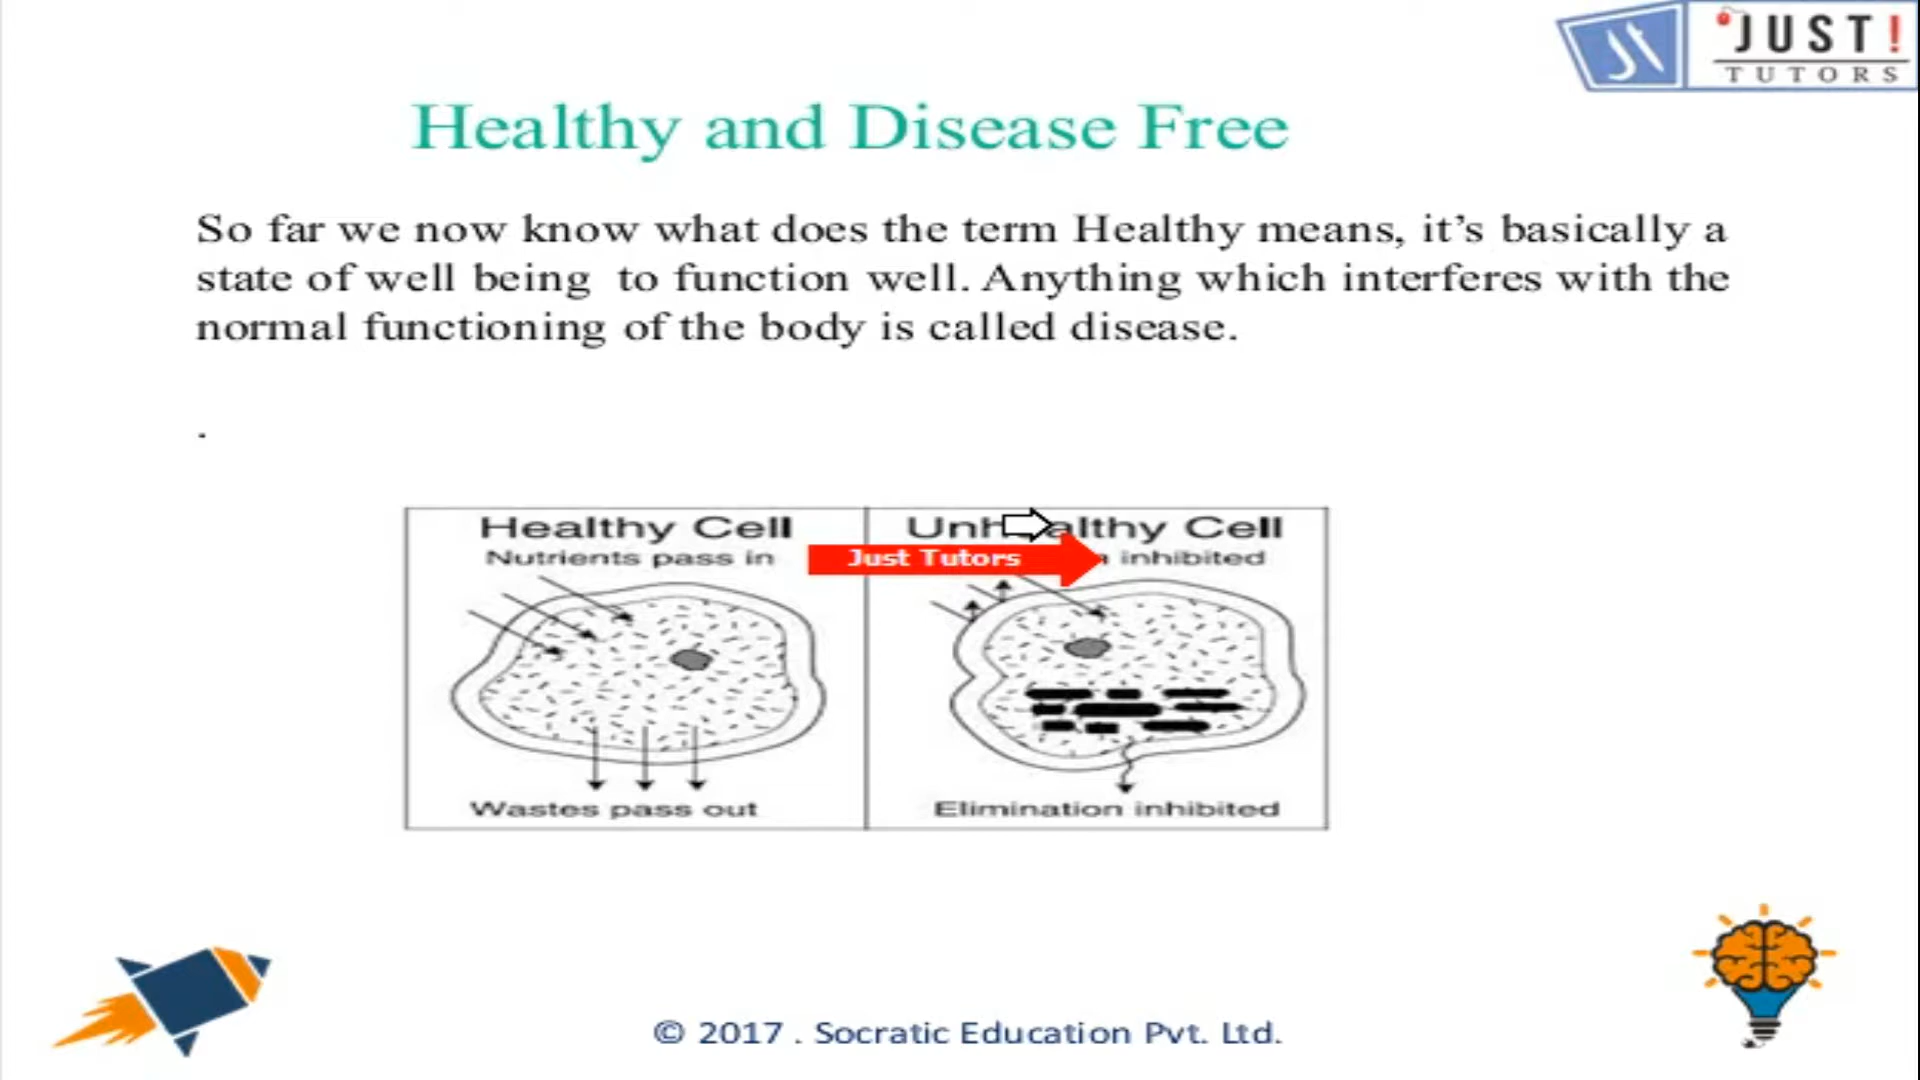 JUST!
TUTORS
Healthy and Disease Free
So far we now know what does the term Healthy means, it's basically a
state of well being to function well. Anything which interferes with the
normal functioning of the body is called disease.
.
Healthy Cell
Nutrients pass in
Wastes pass out
Cell
Just Tutors
inhibited
Elimination inhibited
© 2017 . Socratic Education Pvt. Ltd.